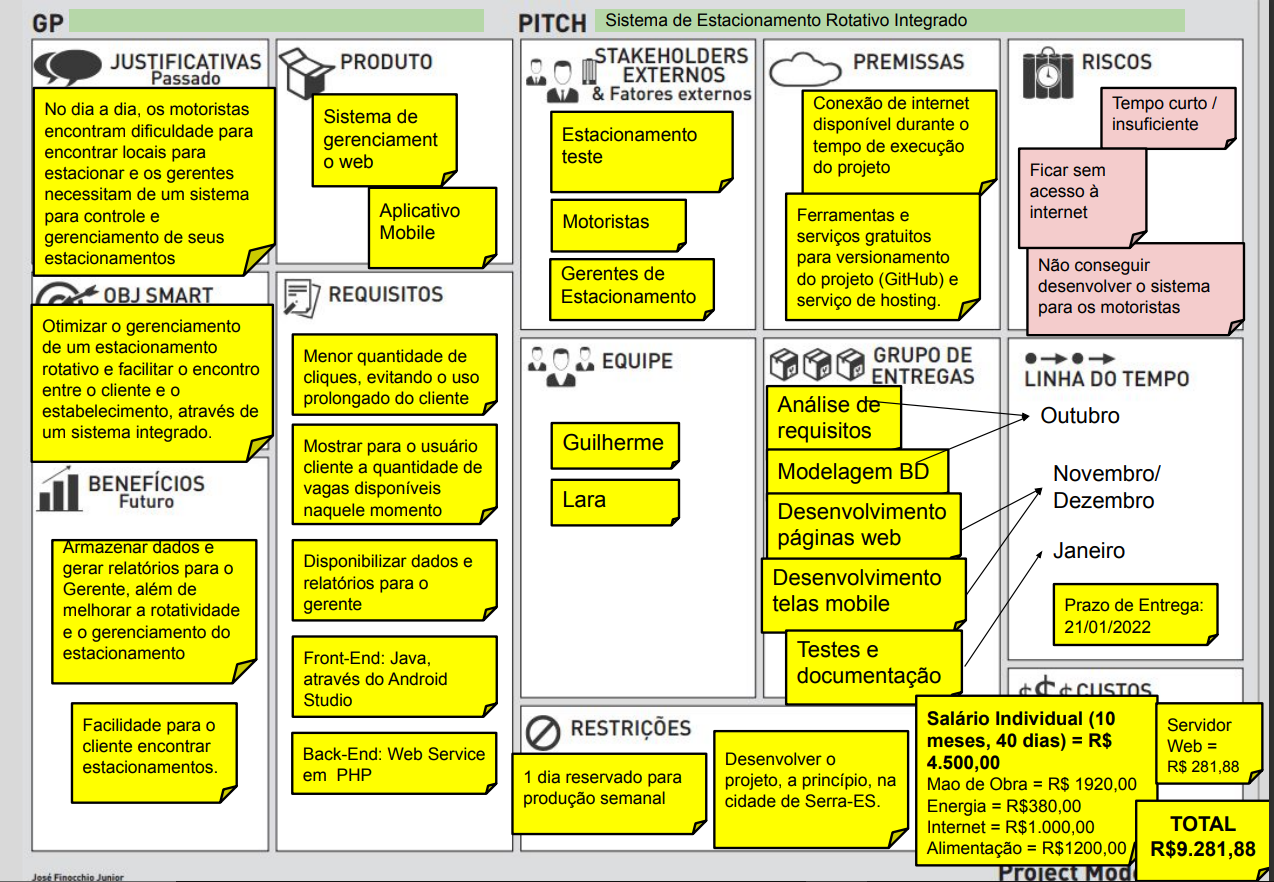 GP
PITCH
Sistema de Estacionamento Rotativo Integrado
JUSTIFICATIVAS
Passado
No dia a dia, os motoristas
encontram dificuldade para
encontrar locais para
estacionar e os gerentes
necessitam de um sistema
para controle e
gerenciamento de seus
estacionamentos
OBJ SMART
Otimizar o gerenciamento
de um estacionamento
rotativo e facilitar o encontro
entre o cliente e o
estabelecimento, através de
um sistema integrado.
BENEFÍCIOS
Futuro
Armazenar dados e
gerar relatórios para o
Gerente, além de
melhorar a rotatividade
e o gerenciamento do
estacionamento
Facilidade para o
cliente encontrar
estacionamentos.
PRODUTO
Sistema de
gerenciament
o web
Aplicativo
Mobile
REQUISITOS
Menor quantidade de
cliques, evitando o uso
prolongado do cliente
Mostrar para o usuário
cliente a quantidade de
vagas disponíveis
naquele momento
Disponibilizar dados e
relatórios para o
gerente
Front-End: Java,
através do Android
Studio
Back-End: Web Service
em PHP
STAKEHOLDERS
EXTERNOS
& Fatores externos
Estacionamento
teste
Motoristas
Gerentes de
Estacionamento
EQUIPE
Guilherme
Lara
PREMISSAS
Conexão de internet
disponível durante o
tempo de execução
do projeto
Ferramentas e
serviços gratuitos
para versionamento
do projeto (GitHub) e
serviço de hosting.
GRUPO DE
ENTREGAS
Análise de
requisitos
Modelagem BD
Desenvolvimento
páginas web
Desenvolvimento
telas mobile
Testes e
documentação
RISCOS
Tempo curto /
insuficiente
Ficar sem
acesso à
internet
Não conseguir
desenvolver o sistema
para os motoristas
LINHA DO TEMPO
Outubro
Novembro/
Dezembro
Janeiro
Prazo de Entrega:
21/01/2022
RESTRIÇÕES
1 dia reservado para
produção semanal
Desenvolver o
projeto, a princípio, na
cidade de Serra-ES.
CUSTOS
Salário Individual (10
meses, 40 dias) = R$
4.500,00
Mao de Obra = R$ 1920,00
Energia = R$380,00
Internet = R$1.000,00
Alimentação = R$1200,00
Servidor
Web =
R$ 281,88
TOTAL
R$9.281,88
José Finocchio Junior
Project Mod